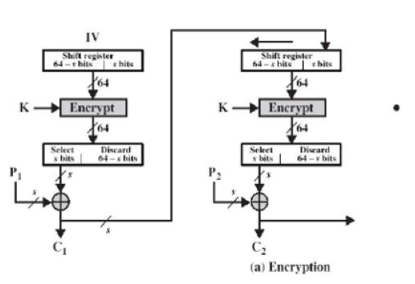 IV
Shift register
64 – s bits | s bits
64
K
Encrypt
64
Select
s bits
Discard
64 – s bits
P1
s
s
s
C1
Shift register
64 – s bits | s bits
64
K
Encrypt
64
Select
s bits
Discard
64 – s bits
P2
s
s
C2
(a) Encryption